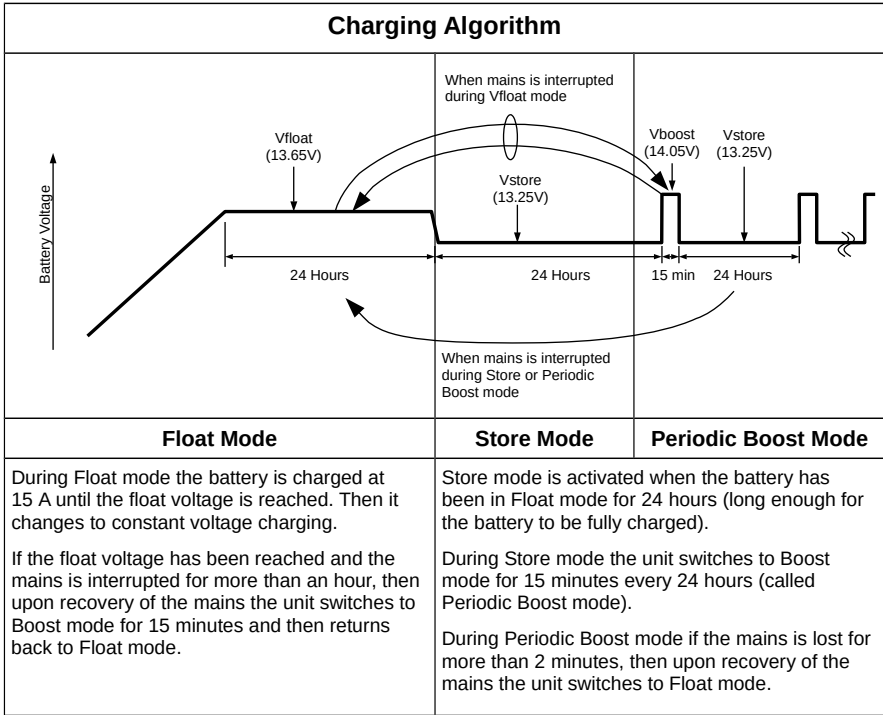 Charging Algorithm
When mains is interrupted
during Vfloat mode
Vfloat
(13.65V)
Vboost
(14.05V)
Vstore
(13.25V)
Vstore
(13.25V)
Battery Voltage
24 Hours
24 Hours
15 min
24 Hours
When mains is interrupted
during Store or Periodic
Boost mode
Float Mode
Store Mode
Periodic Boost Mode
During Float mode the battery is charged at
15 A until the float voltage is reached. Then it
changes to constant voltage charging.
If the float voltage has been reached and the
mains is interrupted for more than an hour, then
upon recovery of the mains the unit switches to
Boost mode for 15 minutes and then returns
back to Float mode.
Store mode is activated when the battery has
been in Float mode for 24 hours (long enough for
the battery to be fully charged).
During Store mode the unit switches to Boost
mode for 15 minutes every 24 hours (called
Periodic Boost mode).
During Periodic Boost mode if the mains is lost for
more than 2 minutes, then upon recovery of the
mains the unit switches to Float mode.